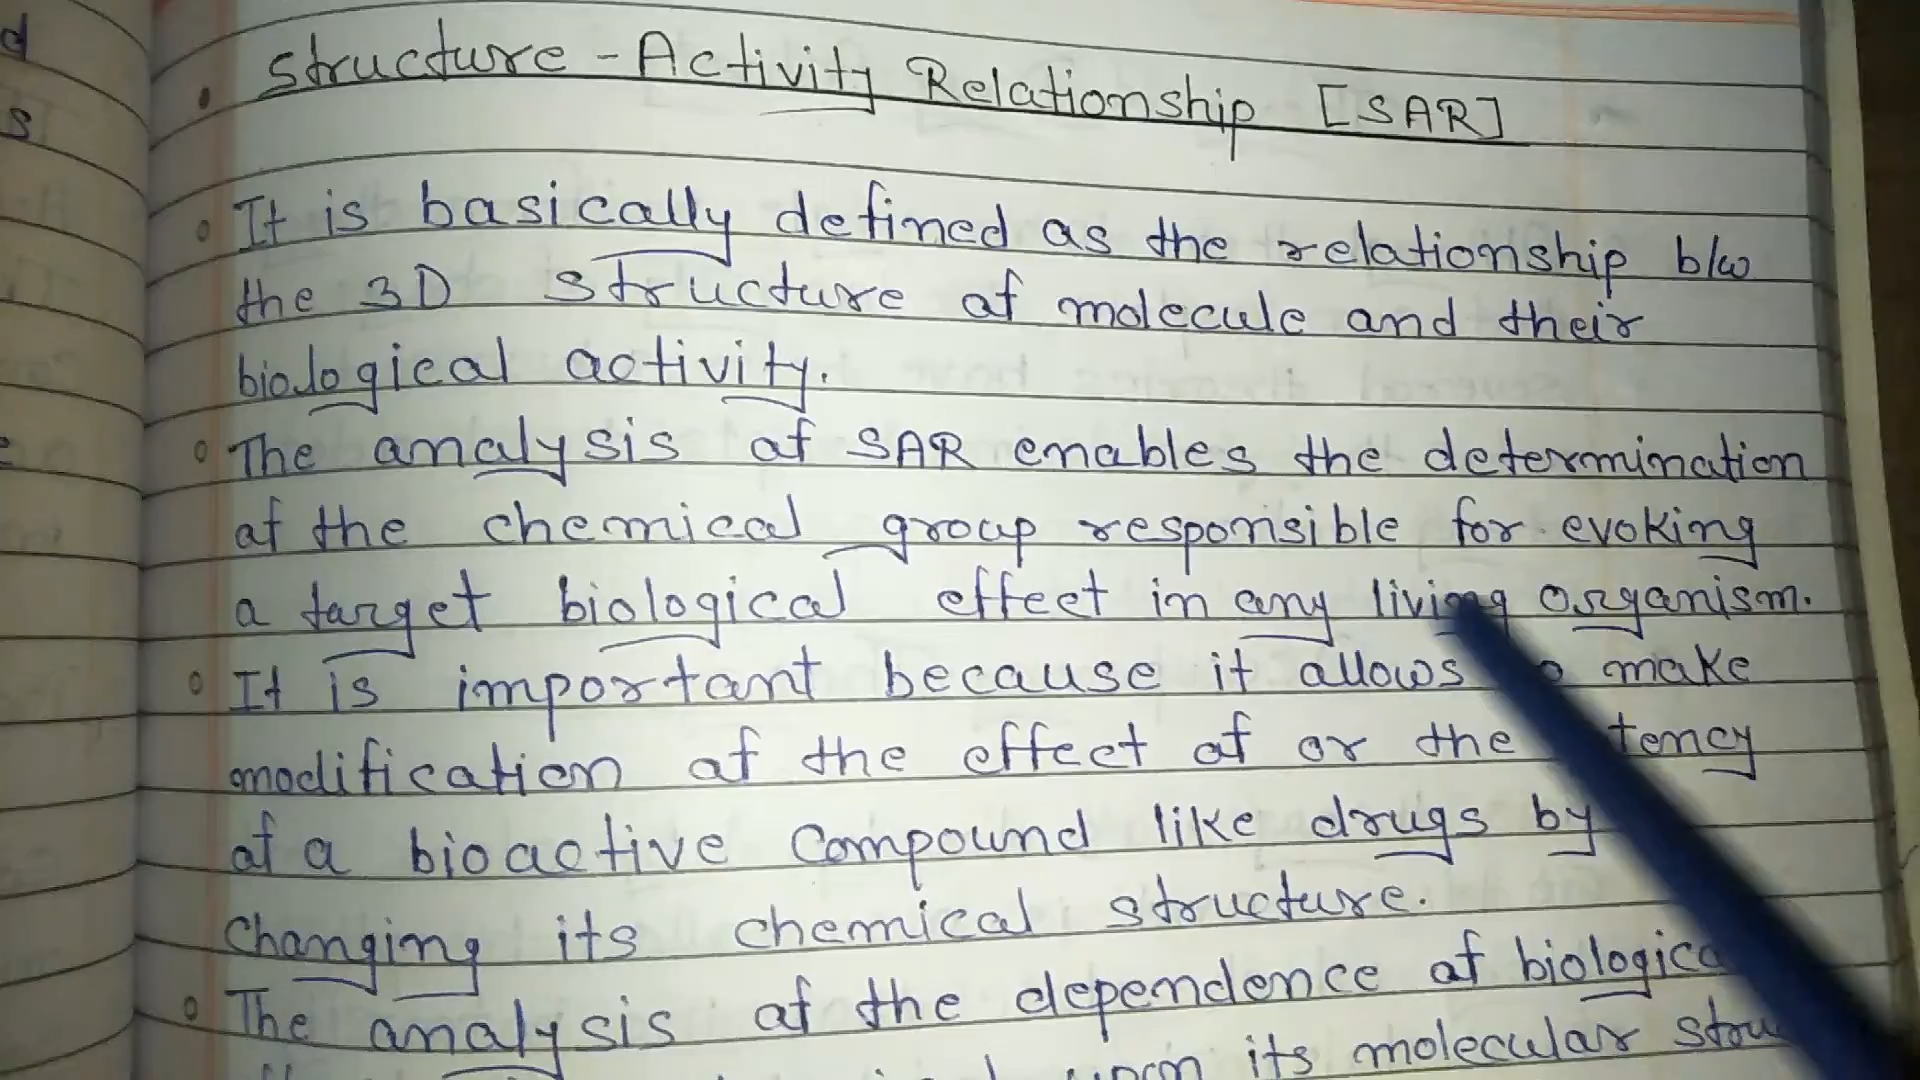 Structure - Activity Relationship [SAR]
It is basically defined as the relationship b/w
the 3D structure of molecule and their
biological activity.
The analysis of SAR enables the determination
of the chemical group responsible for evoking
a target biological effect in any living organism.
It is important because it allows make
modification of the effect of or the
of a bioactive compound like drugs by
changing its chemical structure.
The analysis of the dependence of
its molecular